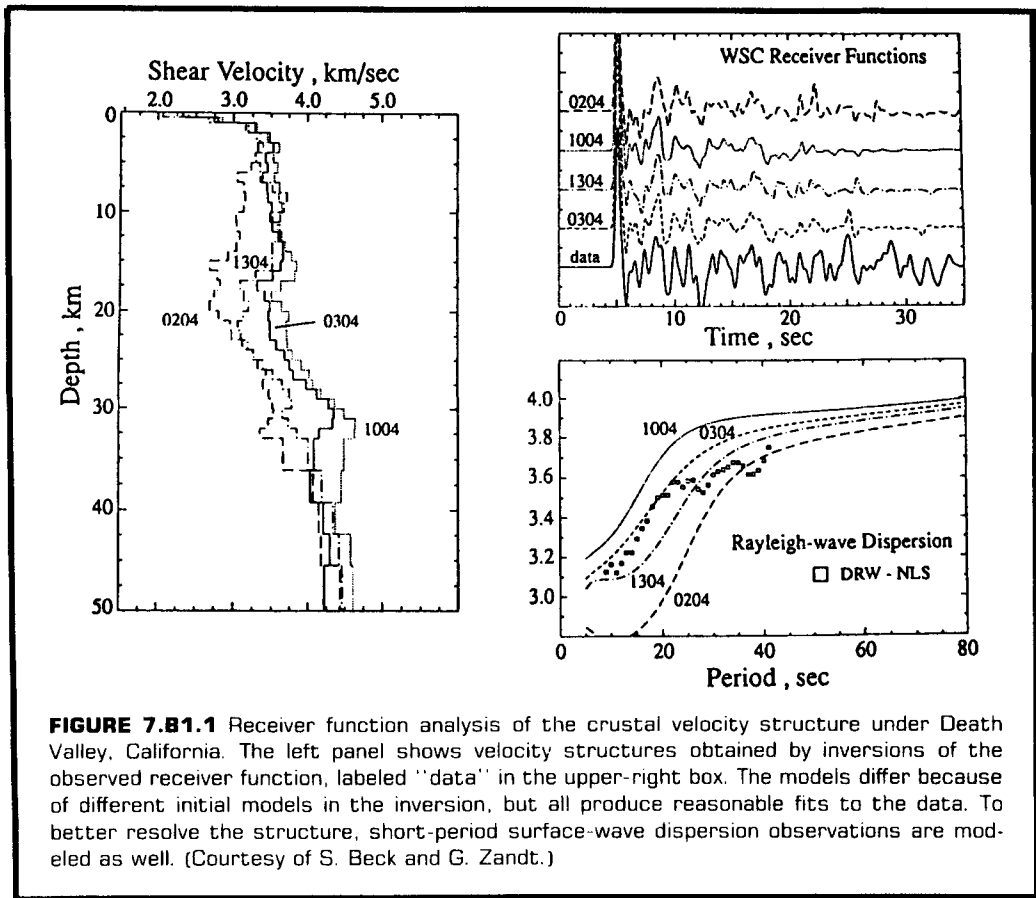 Shear Velocity , km/sec
2.0 3.0 4.0 5.0
0
10
20
30
40
50
Depth , km
1304
0204
0304
1004
WSC Receiver Functions
0204
1004
1304
0304
data
0 10 20 30
Time , sec
4.0
3.8
3.6
3.4
3.2
3.0
1004
0304
1304
0204
Rayleigh-wave Dispersion
DRW - NLS
0 20 40 60 80
Period , sec
FIGURE 7.B1.1 Receiver function analysis of the crustal velocity structure under Death
Valley, California. The left panel shows velocity structures obtained by inversions of the
observed receiver function, labeled "data" in the upper-right box. The models differ because
of different initial models in the inversion, but all produce reasonable fits to the data. To
better resolve the structure, short-period surface-wave dispersion observations are mod-
eled as well. (Courtesy of S. Beck and G. Zandt.)